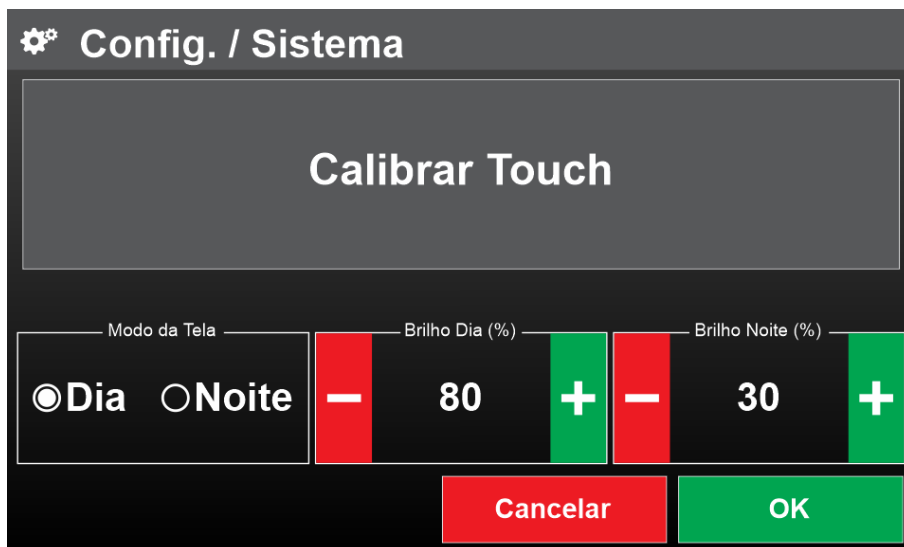 Config. / Sistema
Calibrar Touch
Modo da Tela
Dia Noite
Brilho Dia (%)
− 80 +
Brilho Noite (%)
− 30 +
Cancelar OK